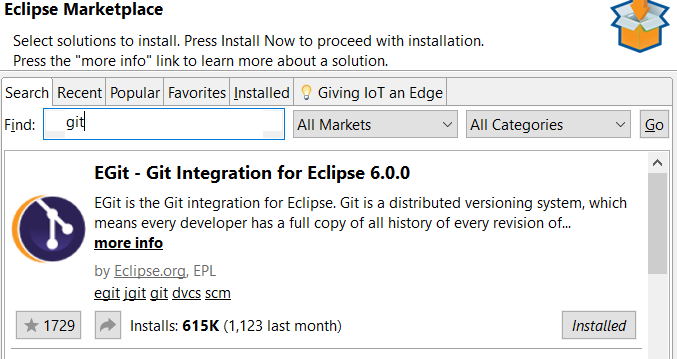 Eclipse Marketplace
Select solutions to install. Press Install Now to proceed with installation.
Press the "more info" link to learn more about a solution.
Search Recent Popular Favorites Installed Giving IoT an Edge
Find: git All Markets All Categories Go
EGit - Git Integration for Eclipse 6.0.0
EGit is the Git integration for Eclipse. Git is a distributed versioning system, which
means every developer has a full copy of all history of every revision of...
more info
by Eclipse.org, EPL
egit jgit git dvcs scm
1729 Installs: 615K (1,123 last month) Installed